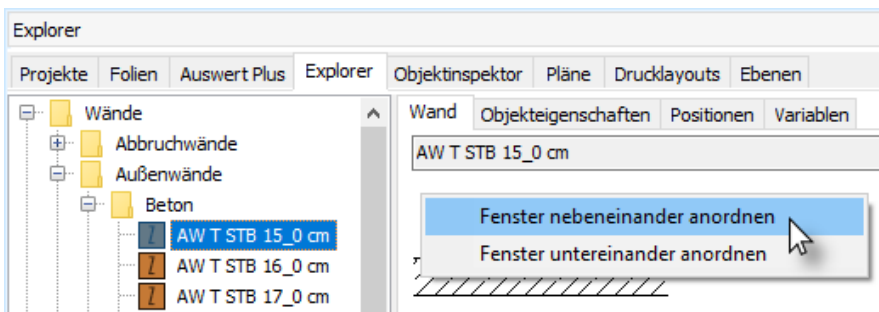 Explorer
Projekte Folien Auswert Plus Explorer Objektinspektor Pläne Drucklayouts Ebenen
Wände
Abbruchwände
Außenwände
Beton
AW T STB 15_0 cm
AW T STB 16_0 cm
AW T STB 17_0 cm
Wand Objekteigenschaften Positionen Variablen
AW T STB 15_0 cm
Fenster nebeneinander anordnen
Fenster untereinander anordnen